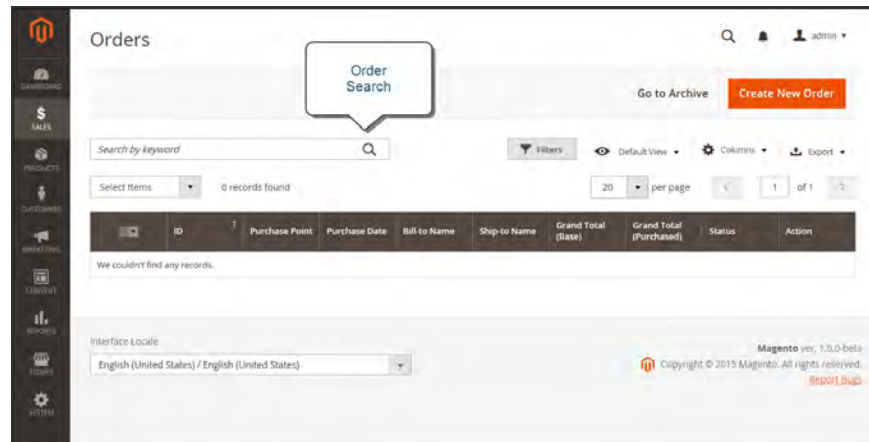 Orders
admin
Order
Search
Go to Archive
Create New Order
Search by keyword
Filters
Default View
Columns
Export
Select Items
0 records found
20
per page
1
of 1
ID
Purchase Point
Purchase Date
Bill-to Name
Ship-to Name
Grand Total
(Base)
Grand Total
(Purchased)
Status
Action
We couldn't find any records.
DASHBOARD
SALES
PRODUCTS
CUSTOMERS
MARKETING
CONTENT
REPORTS
STORES
SYSTEM
Interface Locale
English (United States) / English (United States)
Magento ver. 1.0.0-beta
Copyright © 2015 Magento. All rights reserved.
Report Bugs